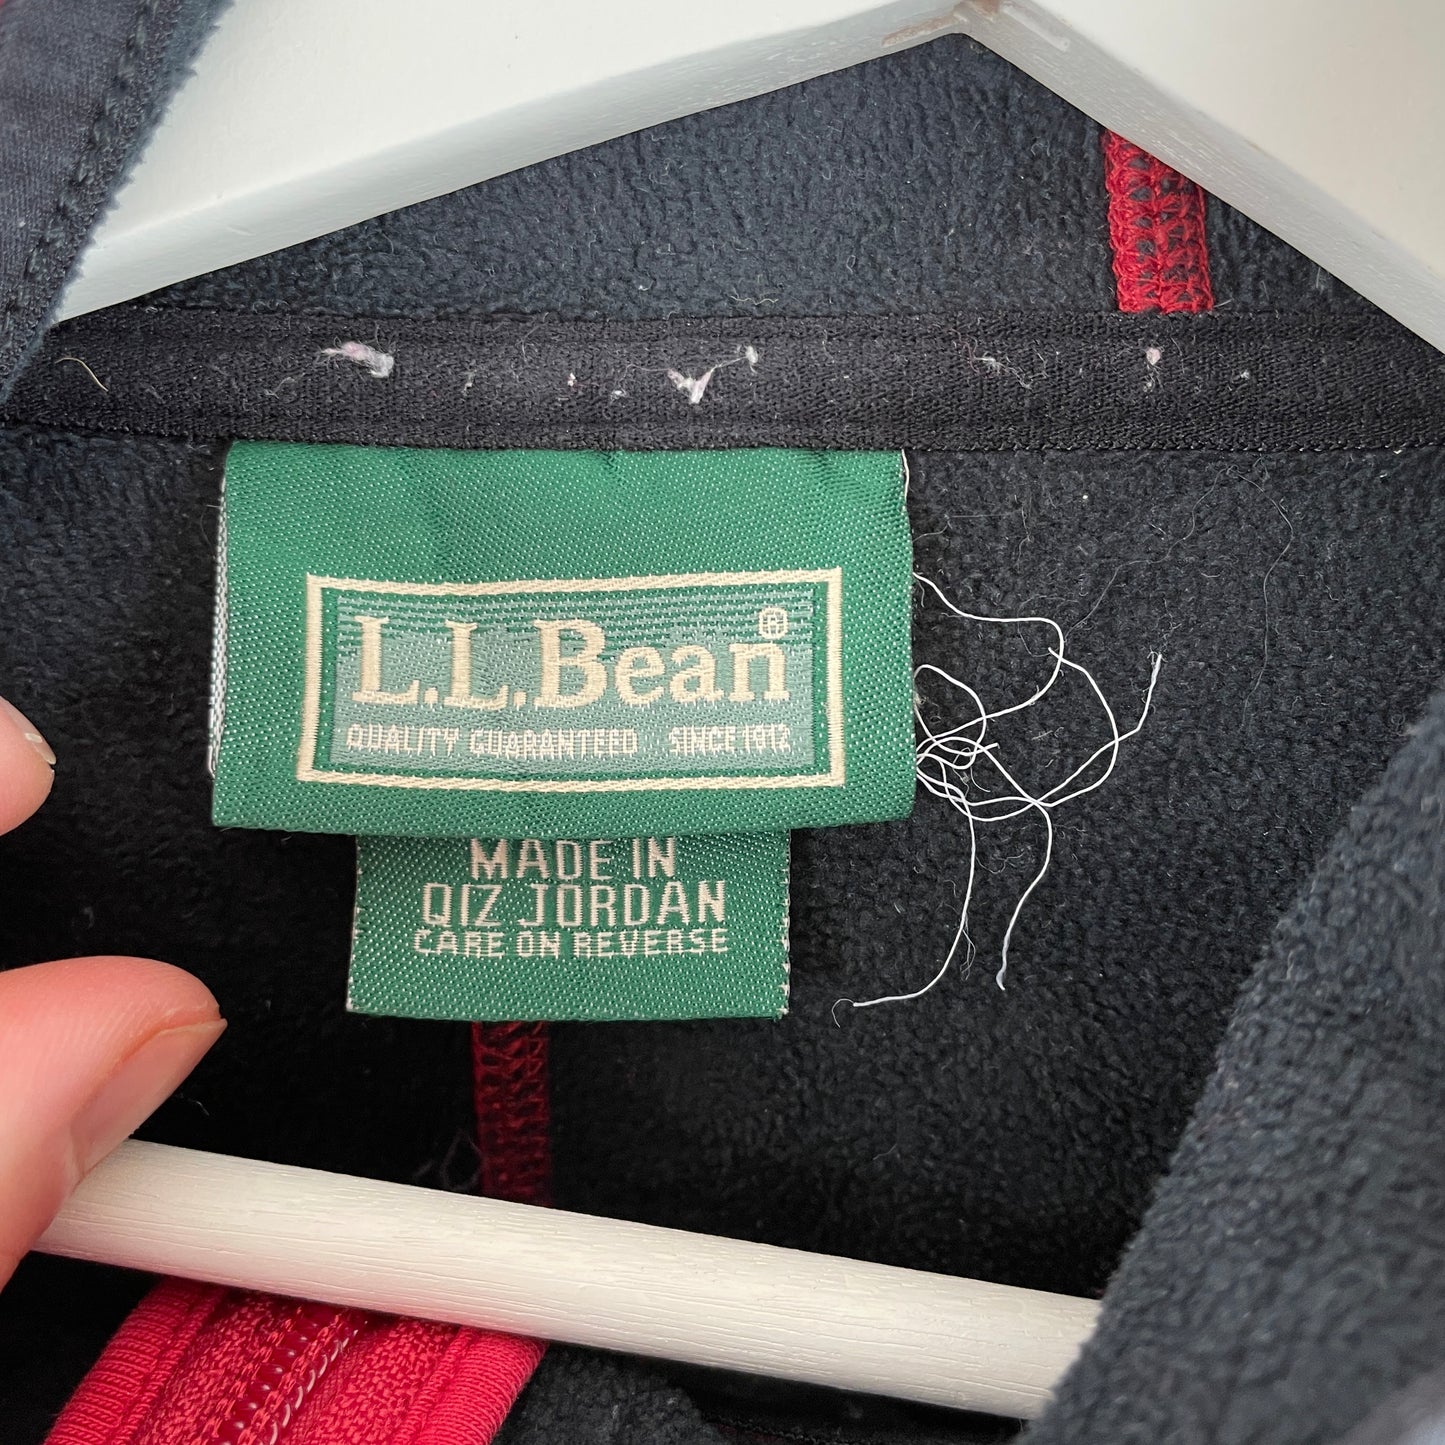 L.L.Bean®
QUALITY GUARANTEED SINCE 1912
MADE IN
QIZ JORDAN
CARE ON REVERSE